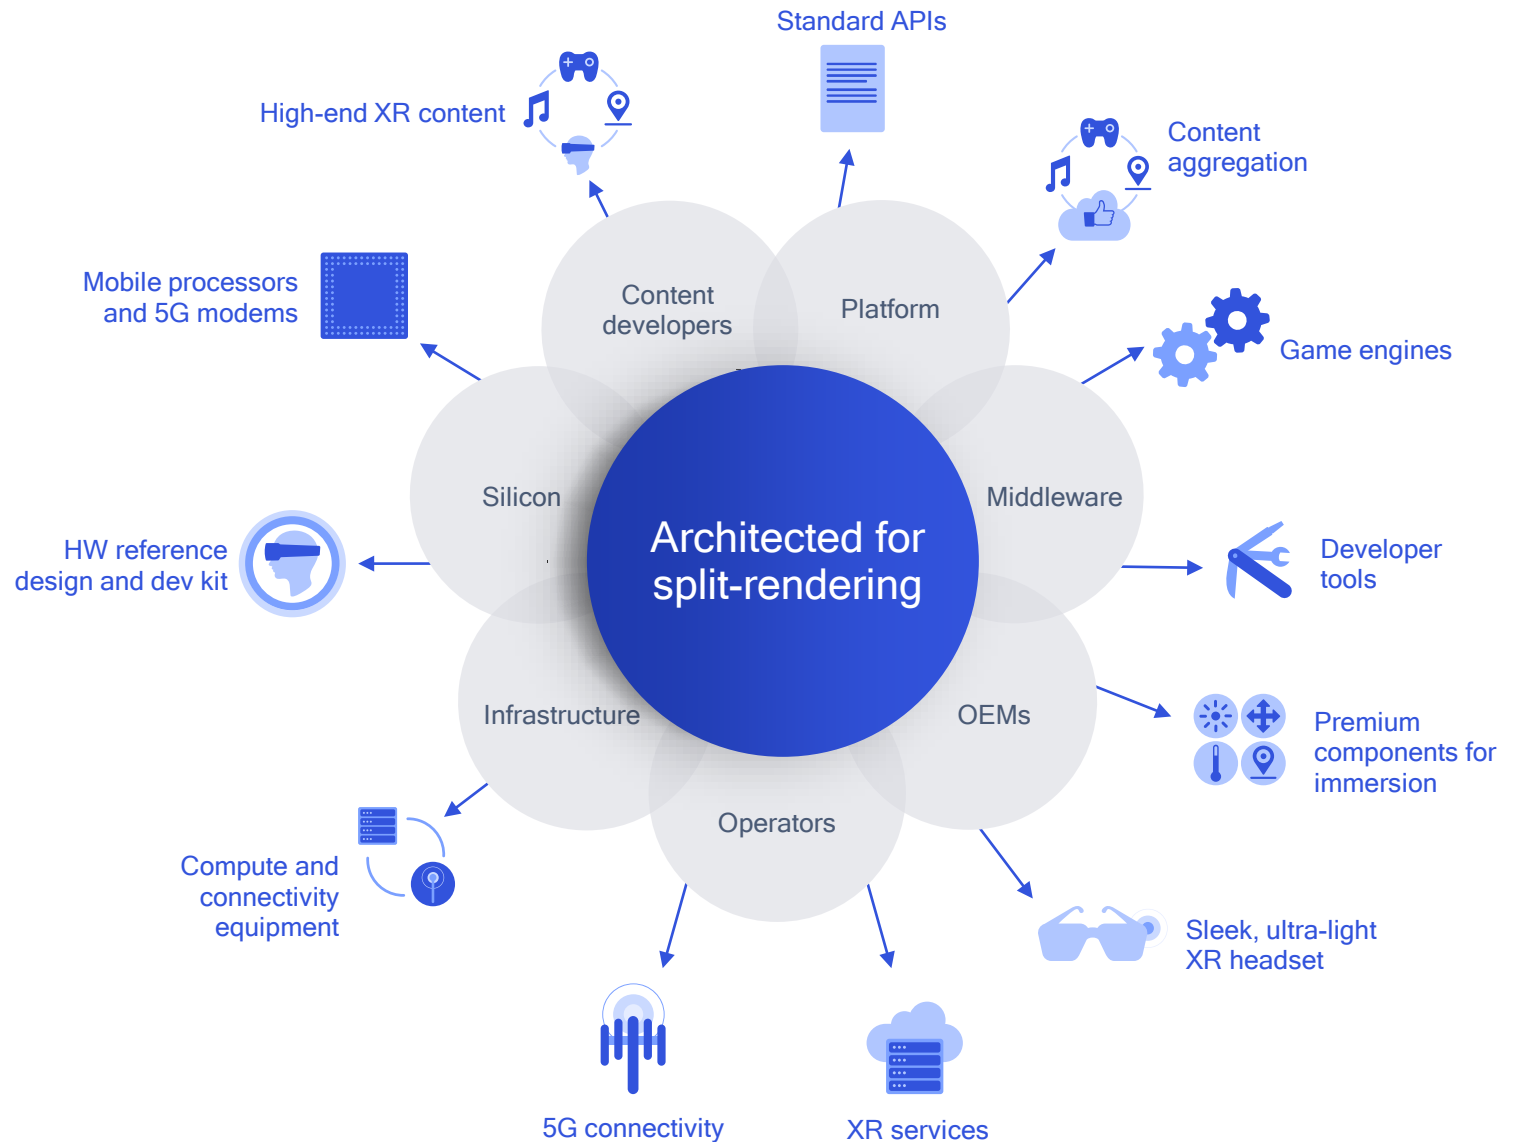 Standard APIs
High-end XR content
Content
aggregation
Mobile processors
and 5G modems
Content
developers
Platform
Game engines
Silicon
Middleware
Architected for
split-rendering
HW reference
design and dev kit
Developer
tools
Infrastructure
OEMs
Premium
components for
immersion
Operators
Compute and
connectivity
equipment
Sleek, ultra-light
XR headset
5G connectivity
XR services